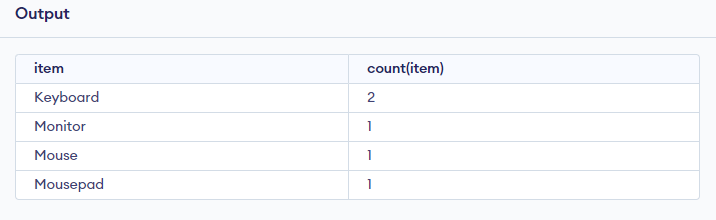 Output
item count(item)
Keyboard 2
Monitor 1
Mouse 1
Mousepad 1